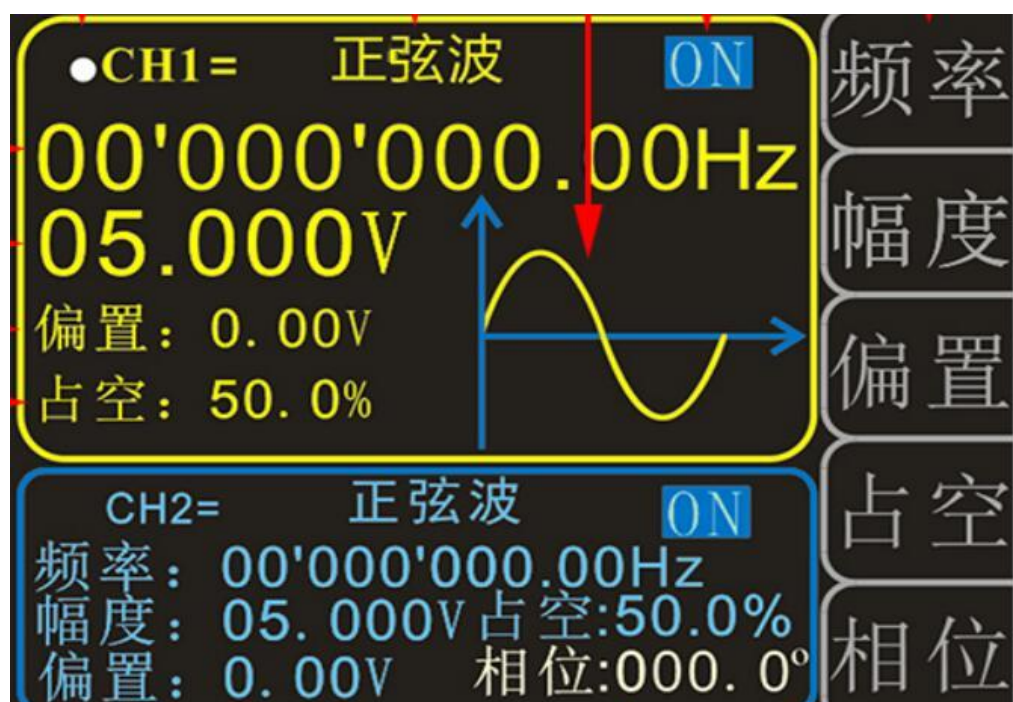 ●CH1= 正弦波 ON
00'000'000.00Hz
05.000V
偏置：0.00V
占空：50.0%
CH2= 正弦波 ON
频率：00'000'000.00Hz
幅度：05.000V 占空:50.0%
偏置：0.00V 相位:000.0°
频率
幅度
偏置
占空
相位